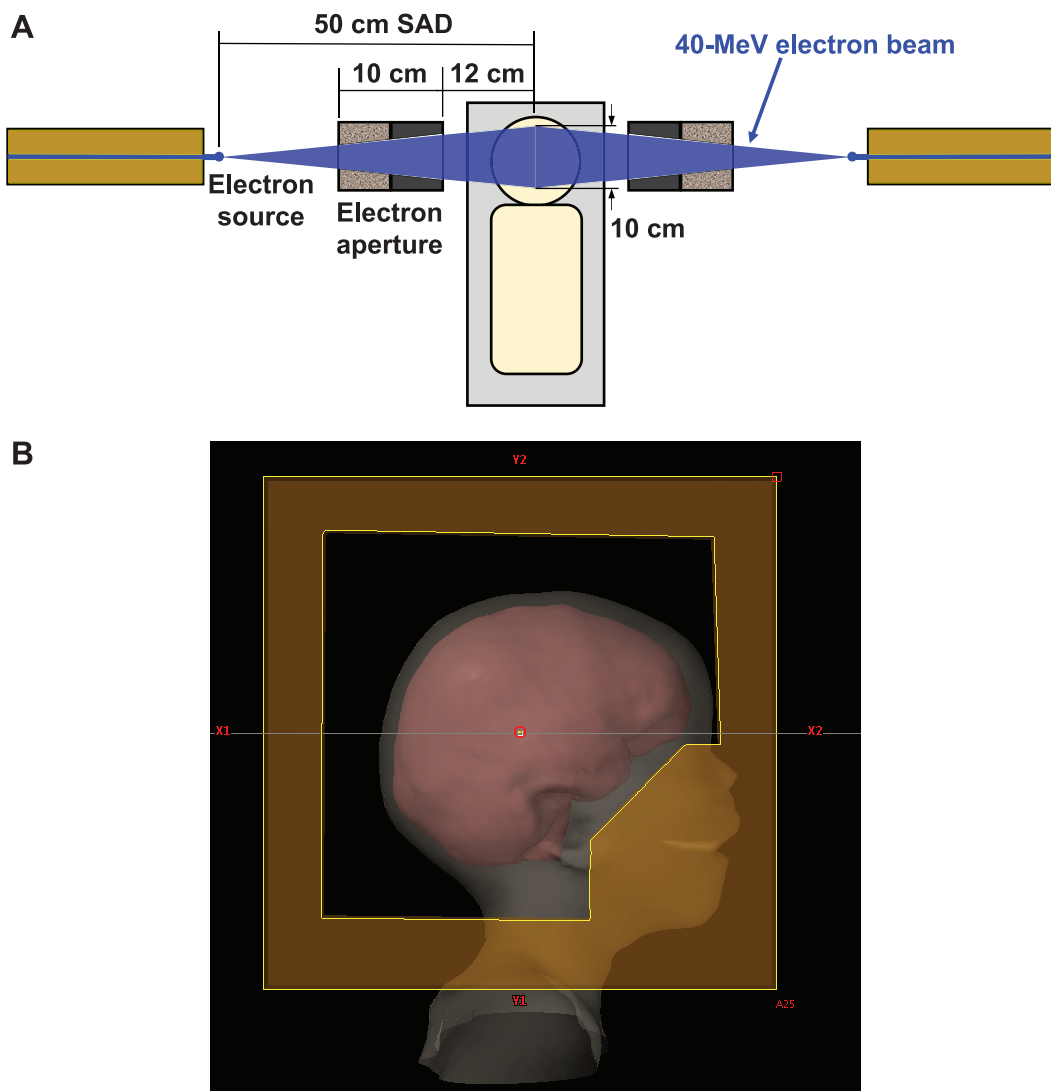 A
50 cm SAD
40-MeV electron beam
10 cm
12 cm
Electron
source
Electron
aperture
10 cm
B
Y2
X1
X2
Y1
A25